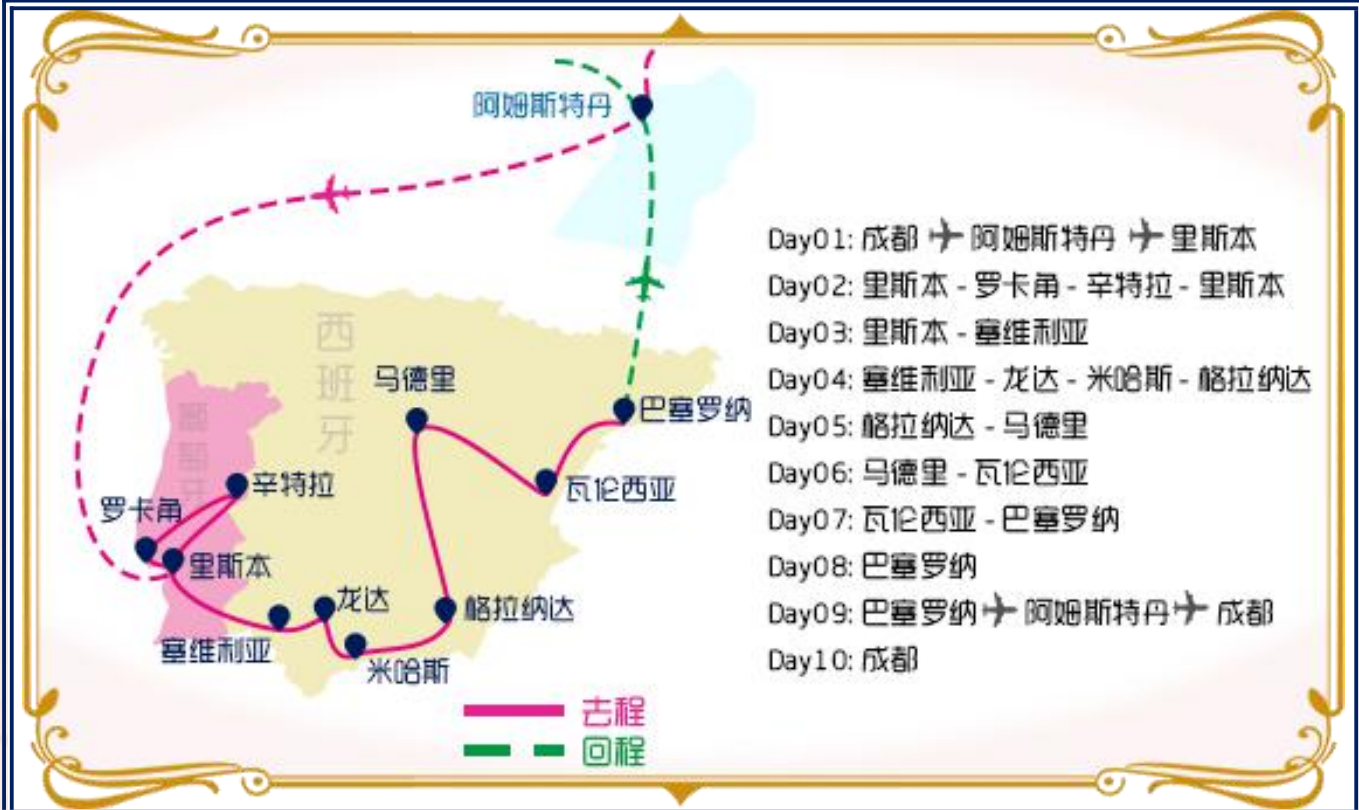 阿姆斯特丹
Day01: 成都 阿姆斯特丹 里斯本
Day02: 里斯本 - 罗卡角 - 辛特拉 - 里斯本
Day03: 里斯本 - 塞维利亚
Day04: 塞维利亚 - 龙达 - 米哈斯 - 格拉纳达
Day05: 格拉纳达 - 马德里
Day06: 马德里 - 瓦伦西亚
Day07: 瓦伦西亚 - 巴塞罗纳
Day08: 巴塞罗纳
Day09: 巴塞罗纳 阿姆斯特丹 成都
Day10: 成都
西班牙
马德里
巴塞罗纳
葡萄牙
辛特拉
瓦伦西亚
罗卡角
里斯本
龙达
格拉纳达
塞维利亚
米哈斯
去程
回程